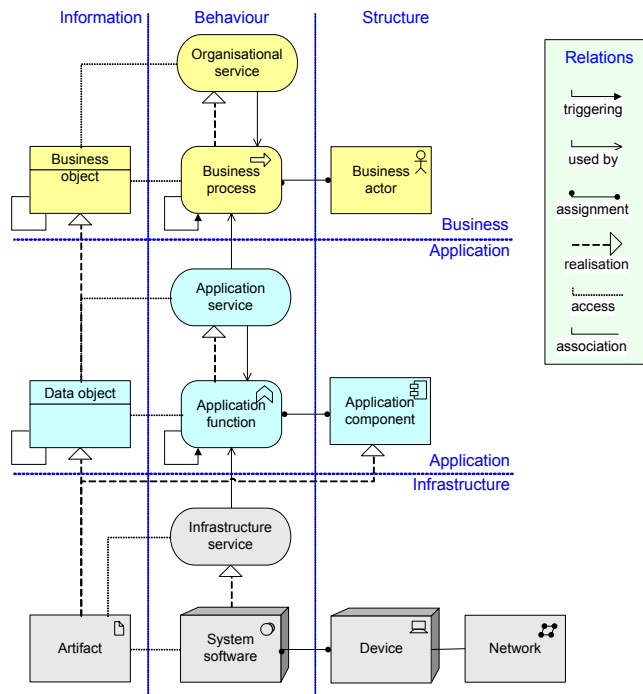 Information
Behaviour
Structure
Organisational
service
Business
object
Business
process
Business
actor
Business
Application
Application
service
Data object
Application
function
Application
component
Application
Infrastructure
Infrastructure
service
Artifact
System
software
Device
Network
Relations
triggering
used by
assignment
realisation
access
association